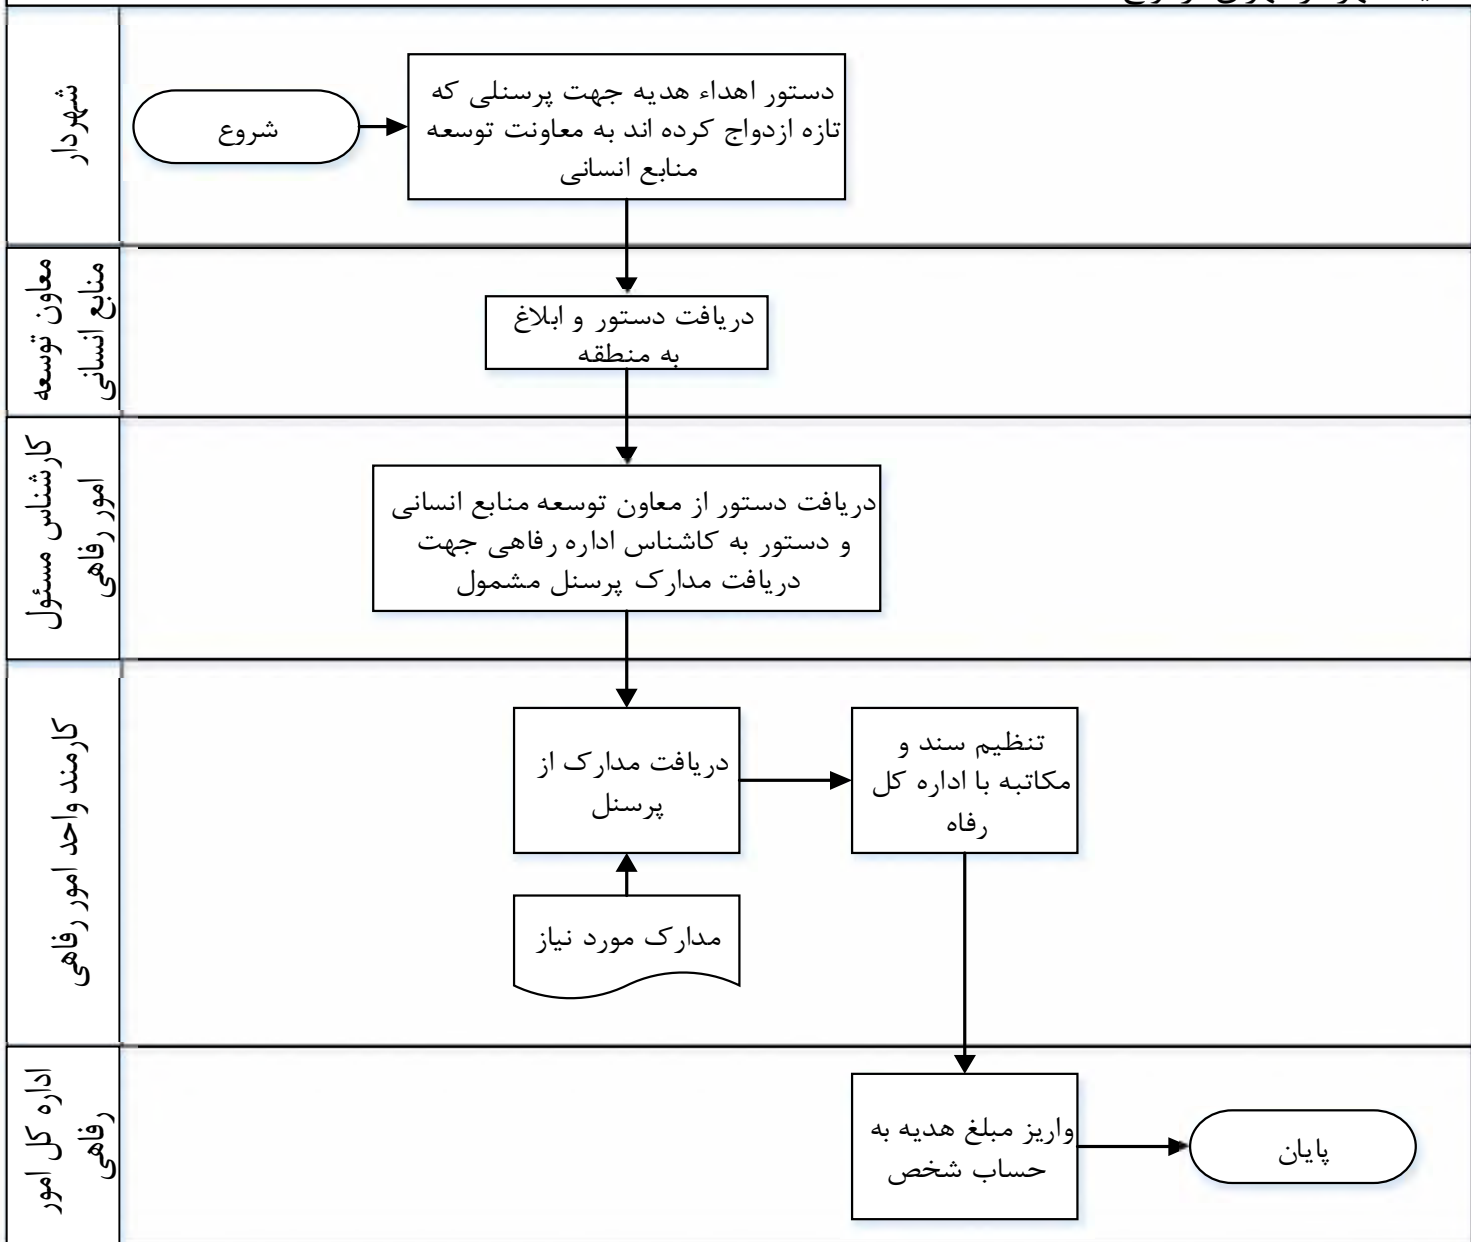 شهردار
شروع
دستور اهداء هدیه جهت پرسنلی که
تازه ازدواج کرده اند به معاونت توسعه
منابع انسانی
معاون توسعه
منابع انسانی
دریافت دستور و ابلاغ
به منطقه
کارشناس مسئول
امور رفاهی
دریافت دستور از معاون توسعه منابع انسانی
و دستور به کاشناس اداره رفاهی جهت
دریافت مدارک پرسنل مشمول
کارمند واحد امور رفاهی
دریافت مدارک از
پرسنل
تنظیم سند و
مکاتبه با اداره کل
رفاه
مدارک مورد نیاز
اداره کل امور
رفاهی
واریز مبلغ هدیه به
حساب شخص
پایان